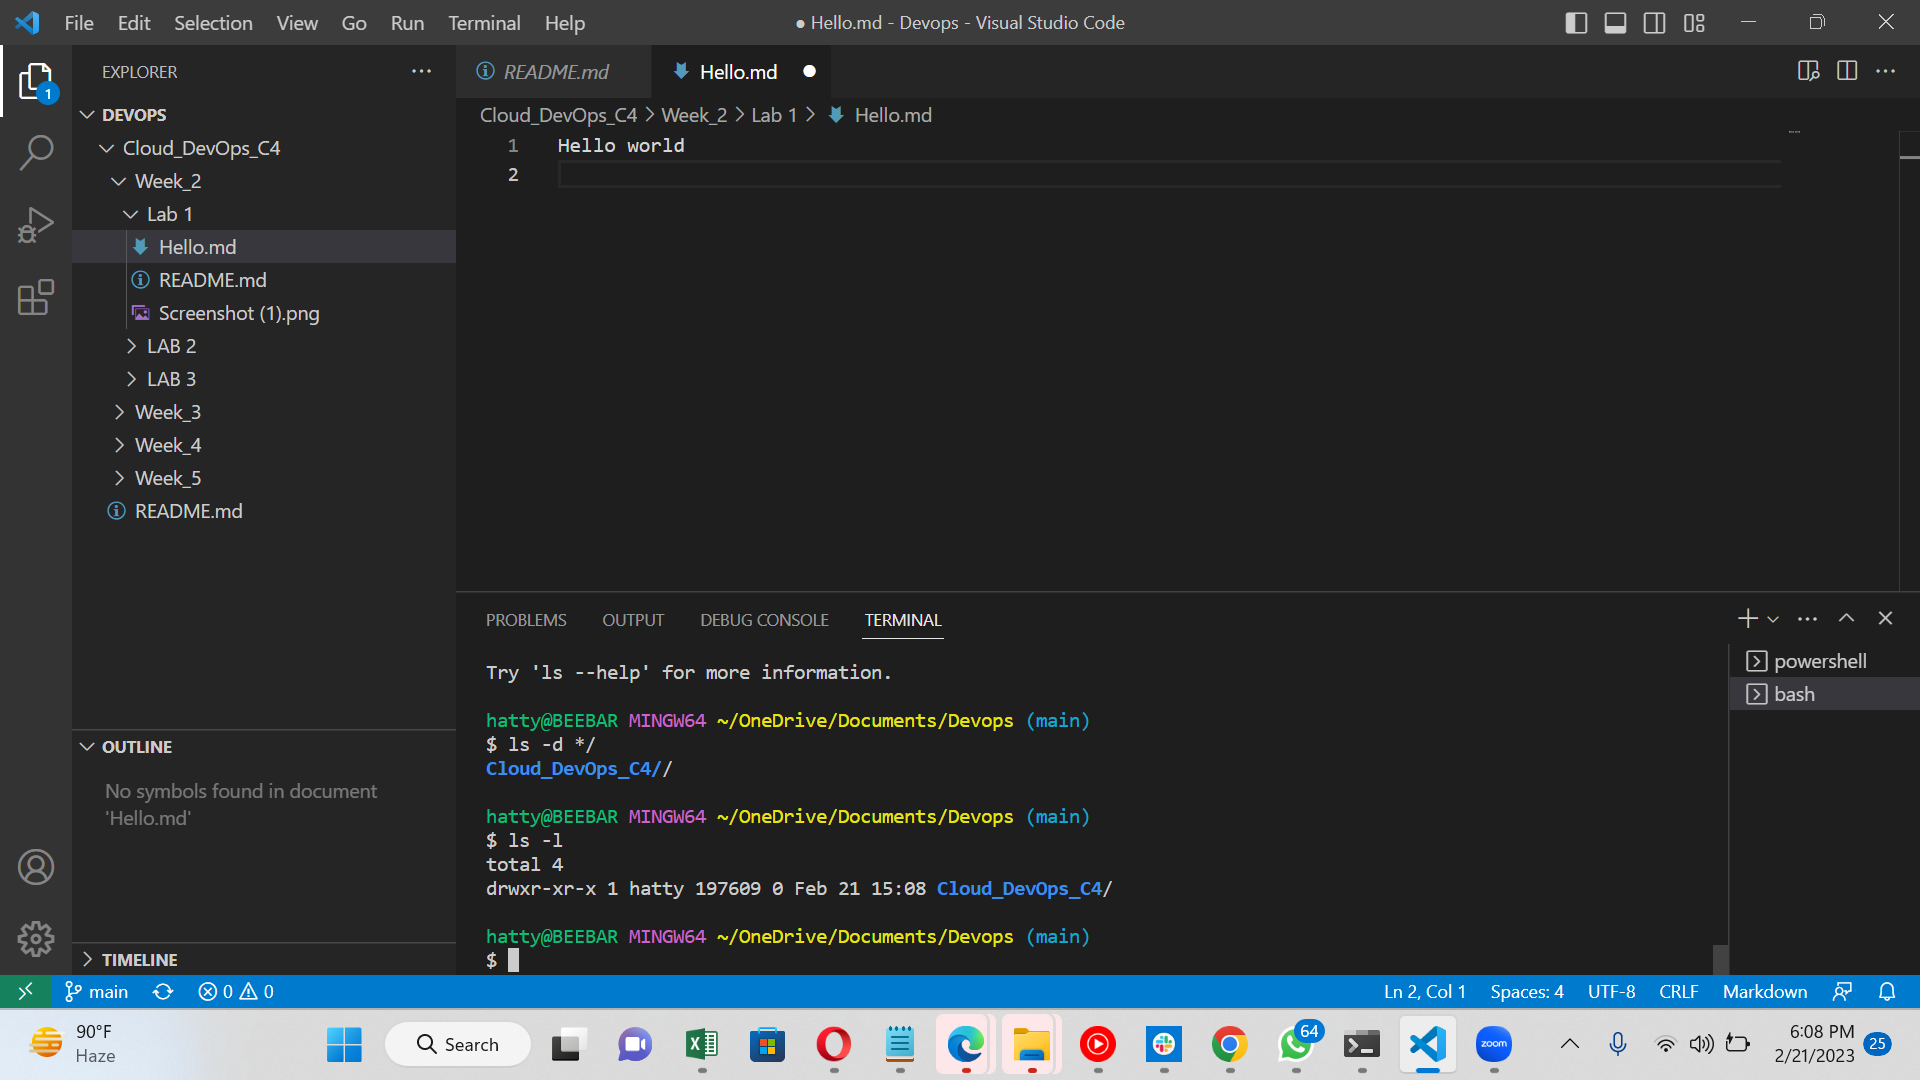 File Edit Selection View Go Run Terminal Help
● Hello.md - Devops - Visual Studio Code
1
EXPLORER
DEVOPS
Cloud_DevOps_C4
Week_2
Lab 1
Hello.md
README.md
Screenshot (1).png
LAB 2
LAB 3
Week_3
Week_4
Week_5
README.md
OUTLINE
No symbols found in document
'Hello.md'
TIMELINE
README.md
Hello.md
Cloud_DevOps_C4 > Week_2 > Lab 1 > Hello.md
1 Hello world
2
PROBLEMS OUTPUT DEBUG CONSOLE TERMINAL
Try 'ls --help' for more information.
hatty@BEEBAR MINGW64 ~/OneDrive/Documents/Devops (main)
$ ls -d */
Cloud_DevOps_C4//
hatty@BEEBAR MINGW64 ~/OneDrive/Documents/Devops (main)
$ ls -l
total 4
drwxr-xr-x 1 hatty 197609 0 Feb 21 15:08 Cloud_DevOps_C4/
hatty@BEEBAR MINGW64 ~/OneDrive/Documents/Devops (main)
$
powershell
bash
main 0 0
Ln 2, Col 1 Spaces: 4 UTF-8 CRLF Markdown
90°F
Haze
Search
64
zoom
6:08 PM
2/21/2023
25